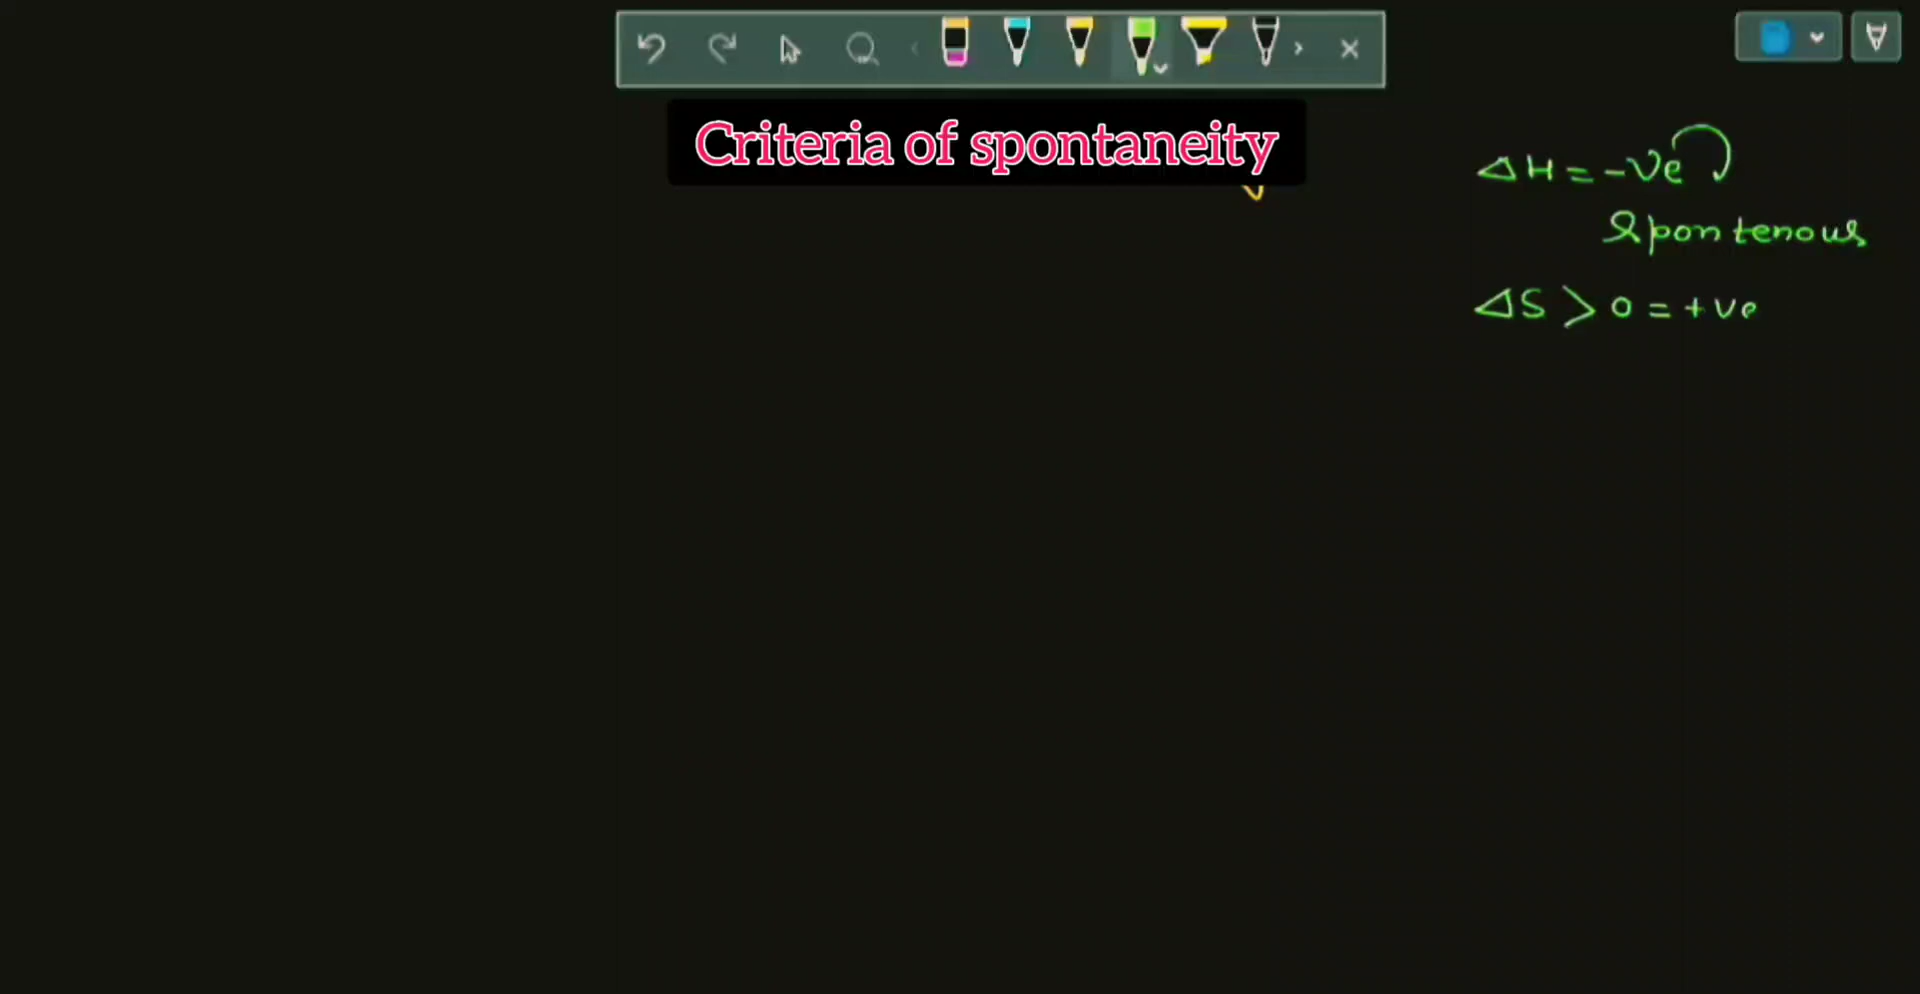 Criteria of spontaneity
ΔH = -ve
Spontenous
ΔS > 0 = +ve